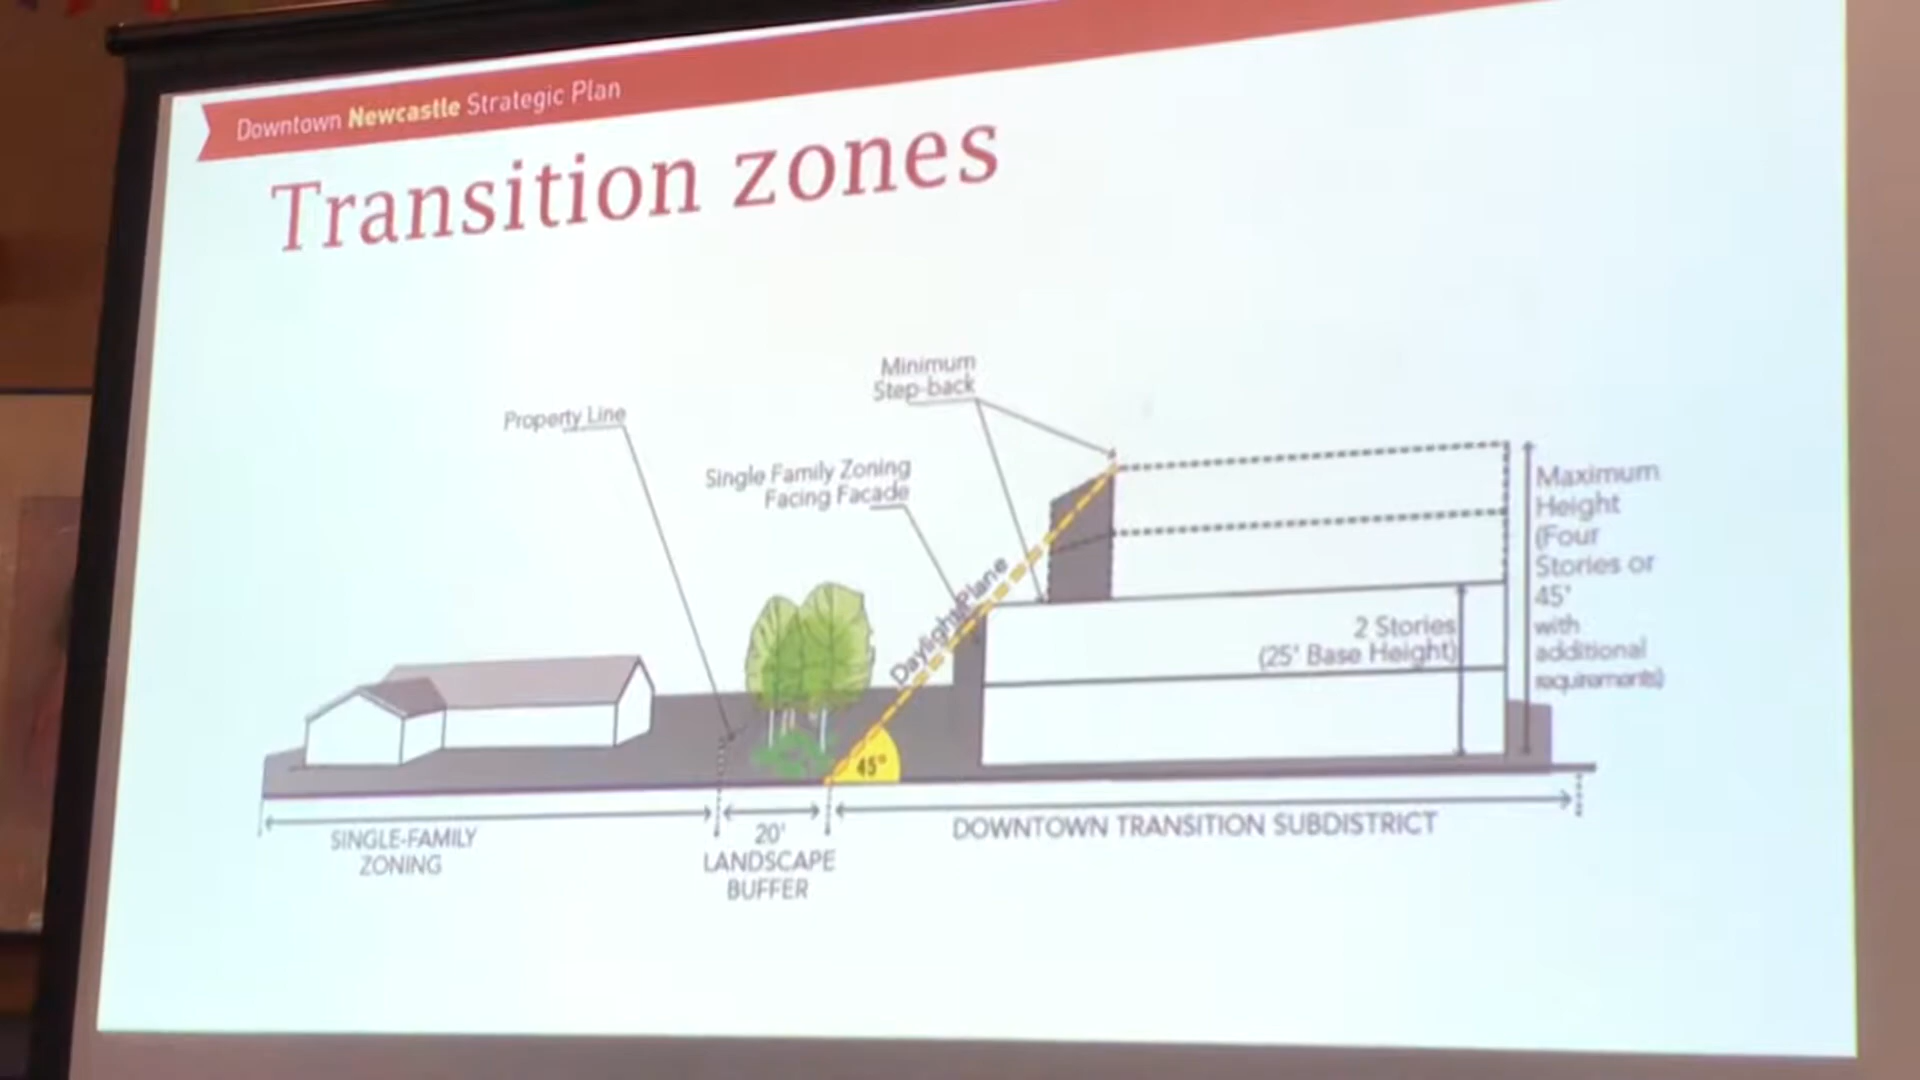 Downtown Newcastle Strategic Plan
Transition zones
Minimum
Step-back
Property Line
Single Family Zoning
Facing Facade
Daylight Plane
45°
2 Stories
(25' Base Height)
Maximum
Height
(Four
Stories or
45'
with
additional
requirements)
SINGLE-FAMILY
ZONING
20'
LANDSCAPE
BUFFER
DOWNTOWN TRANSITION SUBDISTRICT